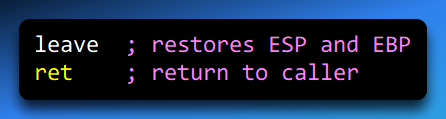 leave  ; restores ESP and EBP
ret    ; return to caller